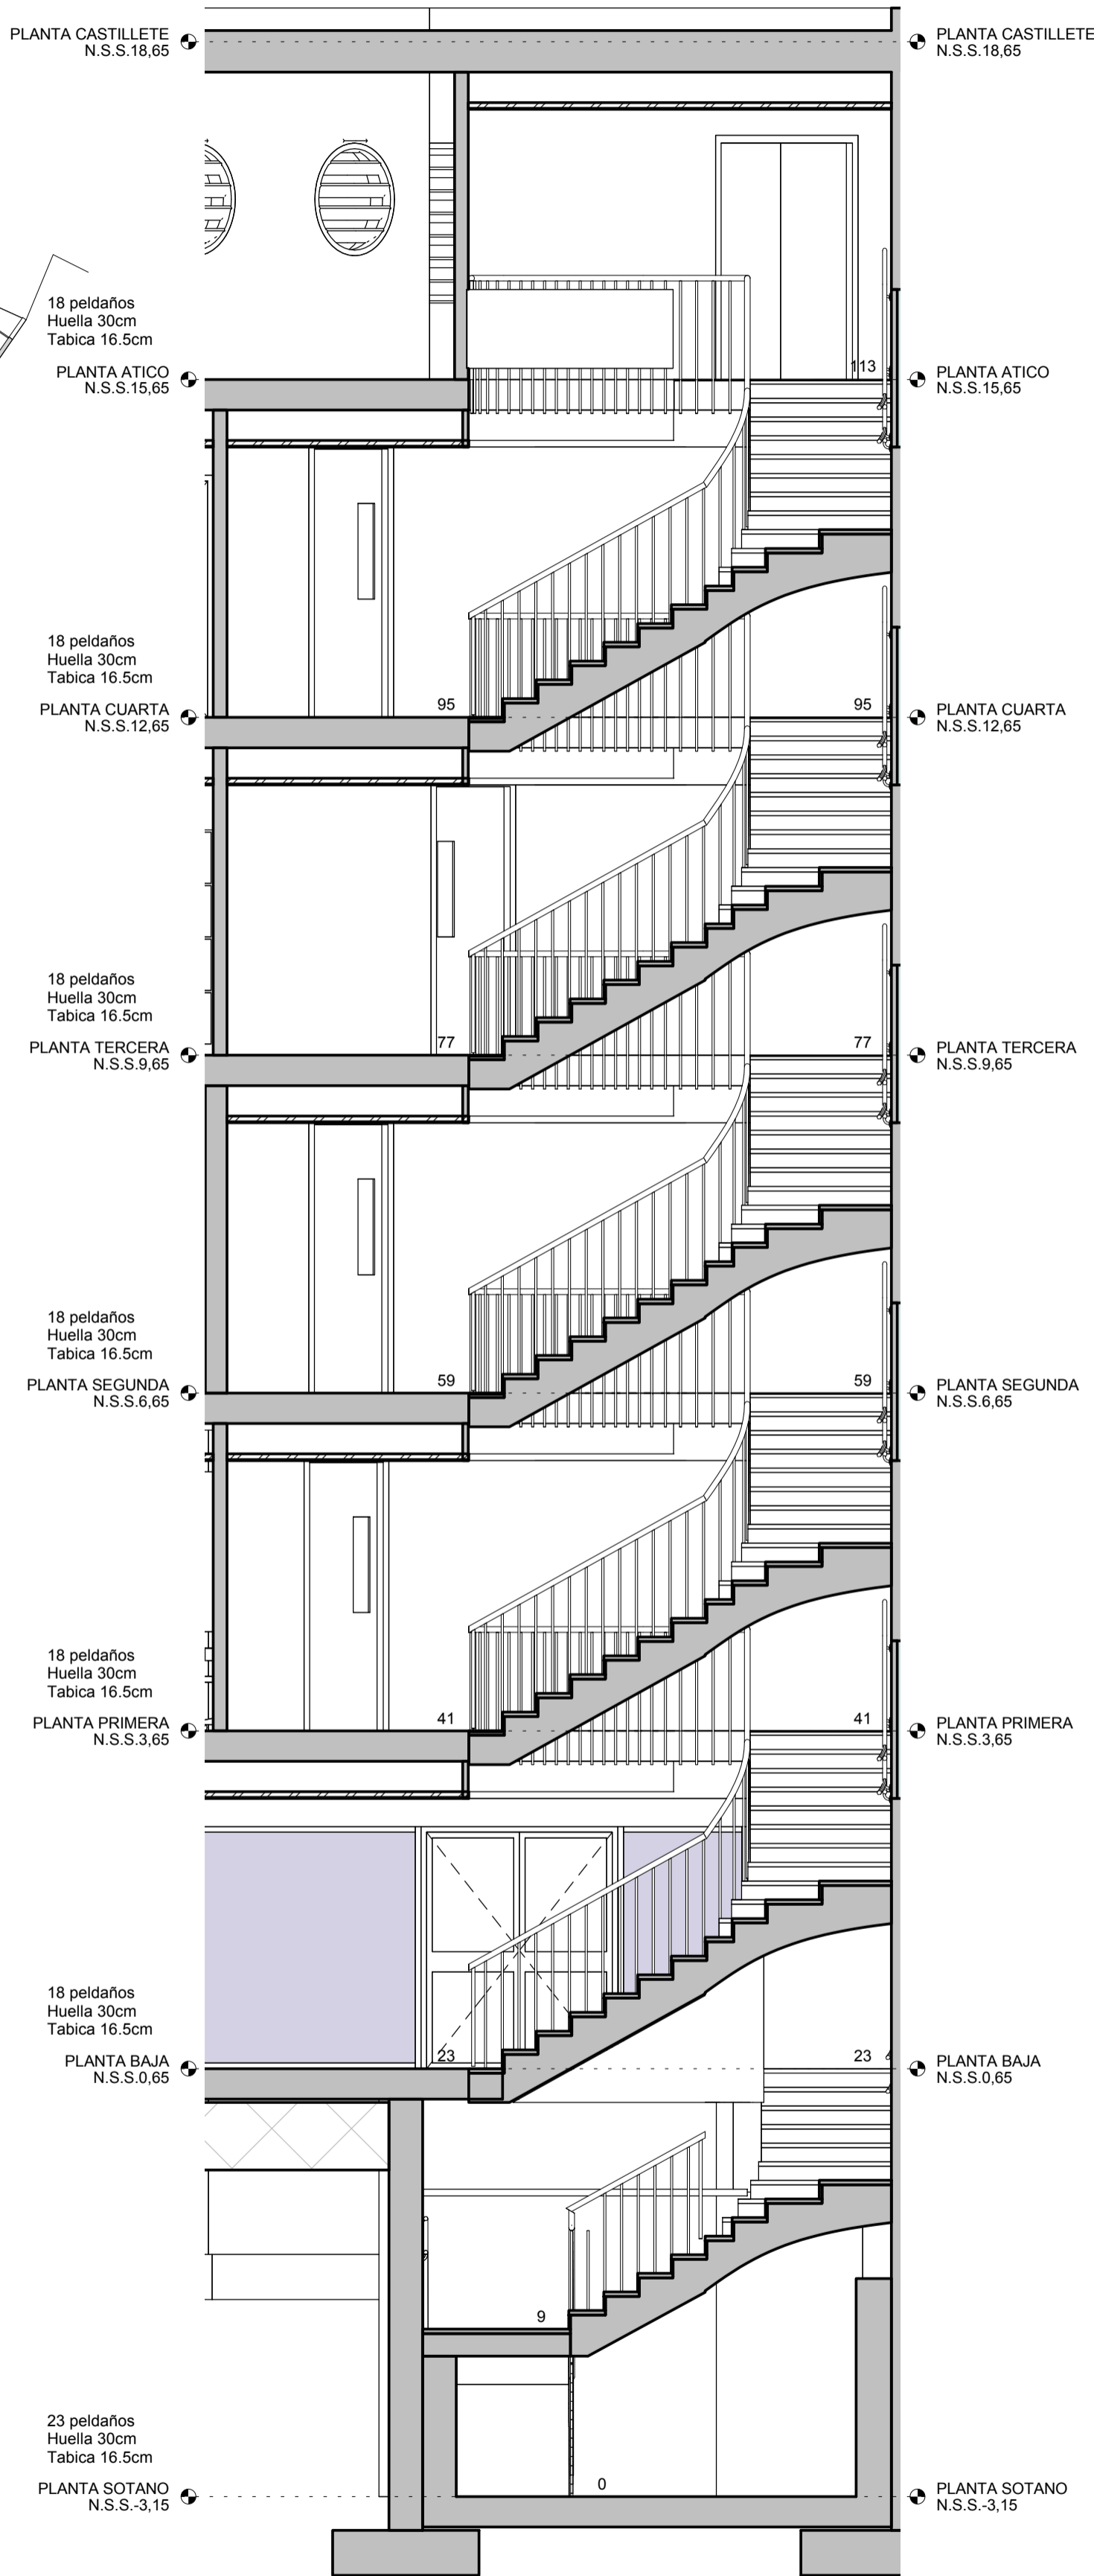 PLANTA CASTILLETE
N.S.S.18,65
PLANTA CASTILLETE
N.S.S.18,65
18 peldaños
Huella 30cm
Tabica 16.5cm
PLANTA ATICO
N.S.S.15,65
113
PLANTA ATICO
N.S.S.15,65
18 peldaños
Huella 30cm
Tabica 16.5cm
PLANTA CUARTA
N.S.S.12,65
95
95
PLANTA CUARTA
N.S.S.12,65
18 peldaños
Huella 30cm
Tabica 16.5cm
PLANTA TERCERA
N.S.S.9,65
77
77
PLANTA TERCERA
N.S.S.9,65
18 peldaños
Huella 30cm
Tabica 16.5cm
PLANTA SEGUNDA
N.S.S.6,65
59
59
PLANTA SEGUNDA
N.S.S.6,65
18 peldaños
Huella 30cm
Tabica 16.5cm
PLANTA PRIMERA
N.S.S.3,65
41
41
PLANTA PRIMERA
N.S.S.3,65
18 peldaños
Huella 30cm
Tabica 16.5cm
PLANTA BAJA
N.S.S.0,65
23
23
PLANTA BAJA
N.S.S.0,65
9
23 peldaños
Huella 30cm
Tabica 16.5cm
PLANTA SOTANO
N.S.S.-3,15
0
PLANTA SOTANO
N.S.S.-3,15